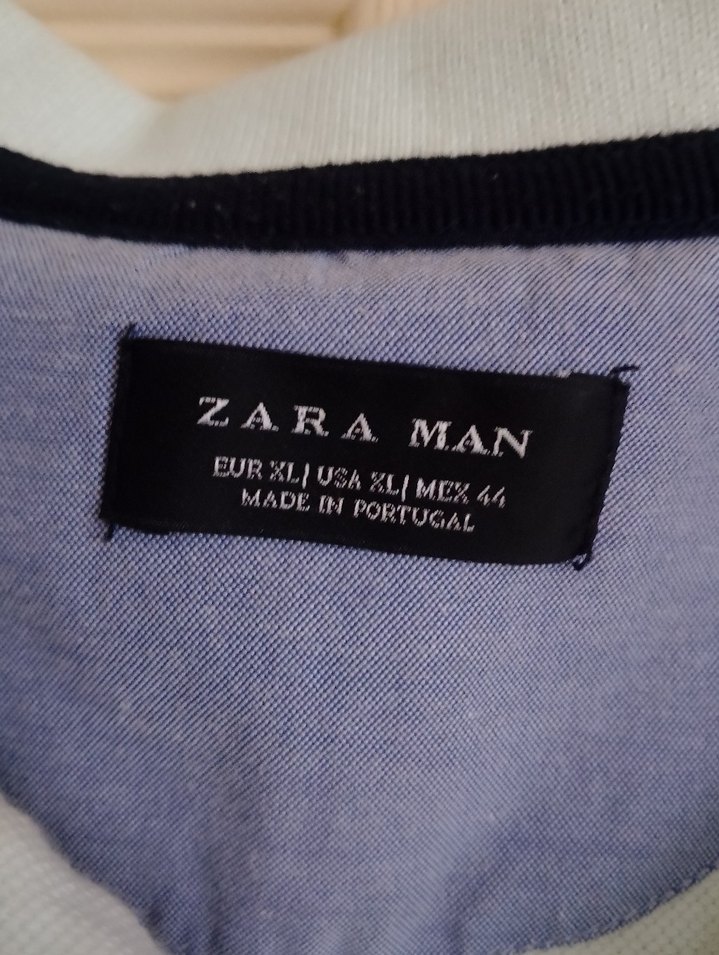 ZARA MAN
EUR XL| USA XL| MEX 44
MADE IN PORTUGAL